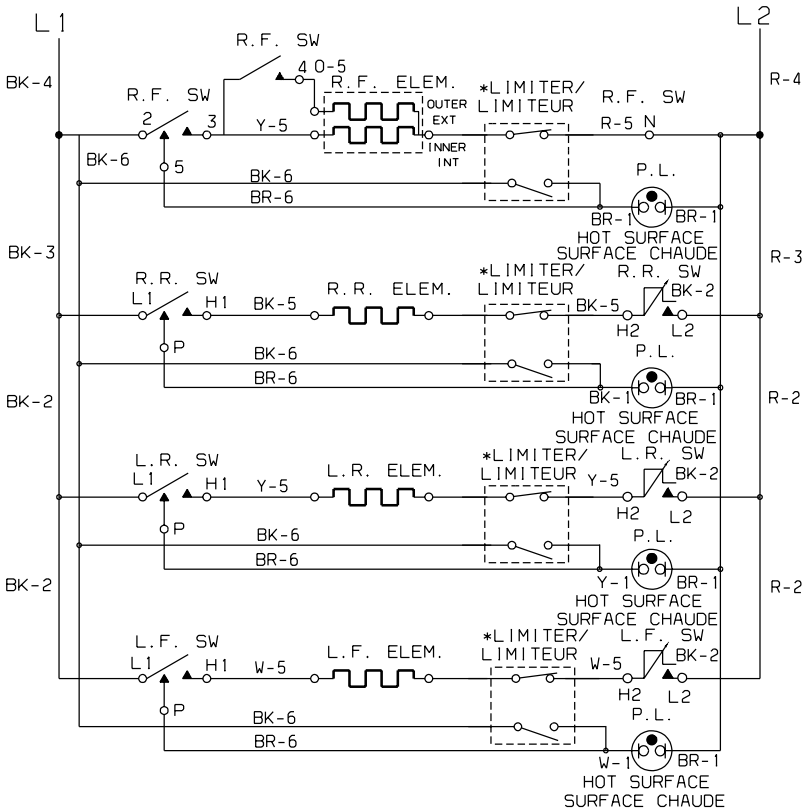 L1
L2
R.F. SW
4 O-5
BK-4
R.F. ELEM.
*LIMITER/
LIMITEUR
R-4
R.F. SW
OUTER
EXT
R.F. SW
2
3
Y-5
R-5 N
INNER
INT
BK-6
5
BK-6
P.L.
BR-6
BR-1
BR-1
HOT SURFACE
SURFACE CHAUDE
BK-3
R-3
R.R. SW
*LIMITER/
LIMITEUR
R.R. SW
L1
H1
BK-5
R.R. ELEM.
BK-5
BK-2
H2
L2
P
BK-6
P.L.
BR-6
BK-1
BR-1
BK-2
R-2
HOT SURFACE
SURFACE CHAUDE
L.R. SW
*LIMITER/
LIMITEUR
L.R. SW
L1
H1
Y-5
L.R. ELEM.
Y-5
BK-2
H2
L2
P
BK-6
P.L.
BR-6
Y-1
BR-1
BK-2
R-2
HOT SURFACE
SURFACE CHAUDE
L.F. SW
*LIMITER/
LIMITEUR
L.F. SW
L1
H1
W-5
L.F. ELEM.
W-5
BK-2
H2
L2
P
BK-6
P.L.
BR-6
W-1
BR-1
HOT SURFACE
SURFACE CHAUDE